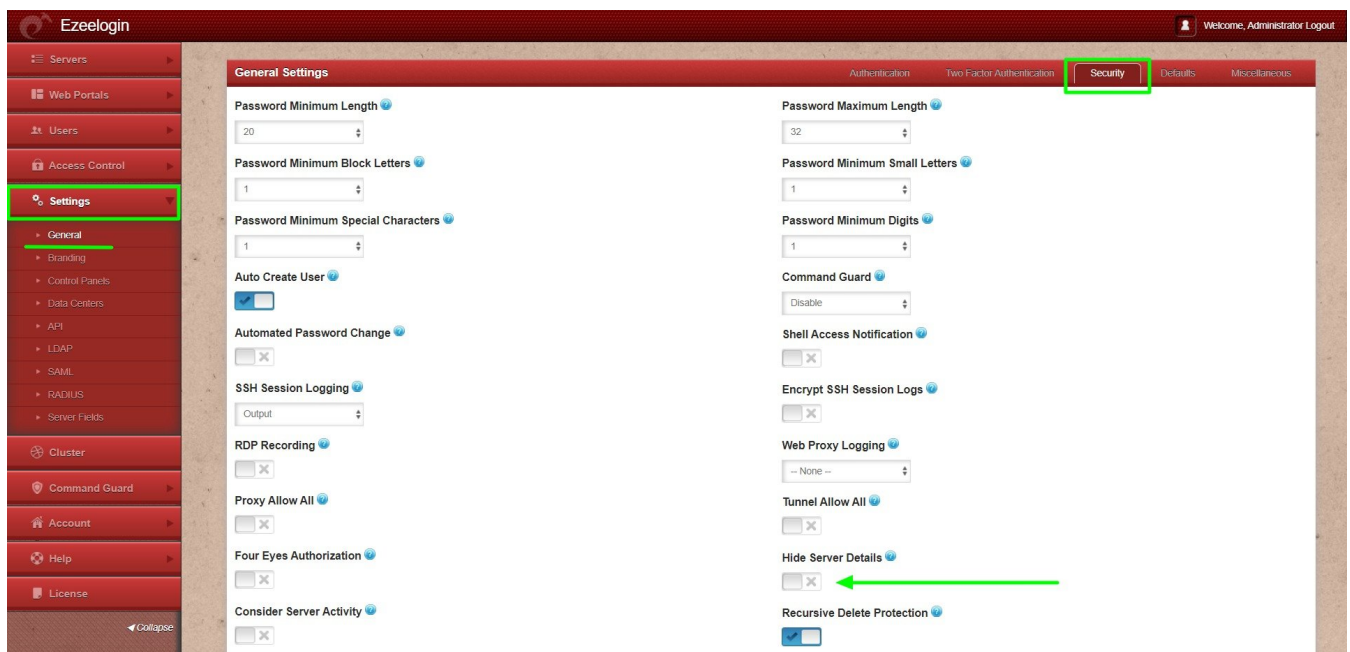 Ezeelogin
Welcome, Administrator Logout
Servers
Web Portals
Users
Access Control
Settings
General
Branding
Control Panels
Data Centers
API
LDAP
SAML
RADIUS
Server Fields
Cluster
Command Guard
Account
Help
License
Collapse
General Settings
Authentication Two Factor Authentication Security Defaults Miscellaneous
Password Minimum Length Password Maximum Length
20 32
Password Minimum Block Letters Password Minimum Small Letters
1 1
Password Minimum Special Characters Password Minimum Digits
1 1
Auto Create User Command Guard
Disable
Automated Password Change Shell Access Notification
SSH Session Logging Encrypt SSH Session Logs
Output
RDP Recording Web Proxy Logging
-- None --
Proxy Allow All Tunnel Allow All
Four Eyes Authorization Hide Server Details
Consider Server Activity Recursive Delete Protection